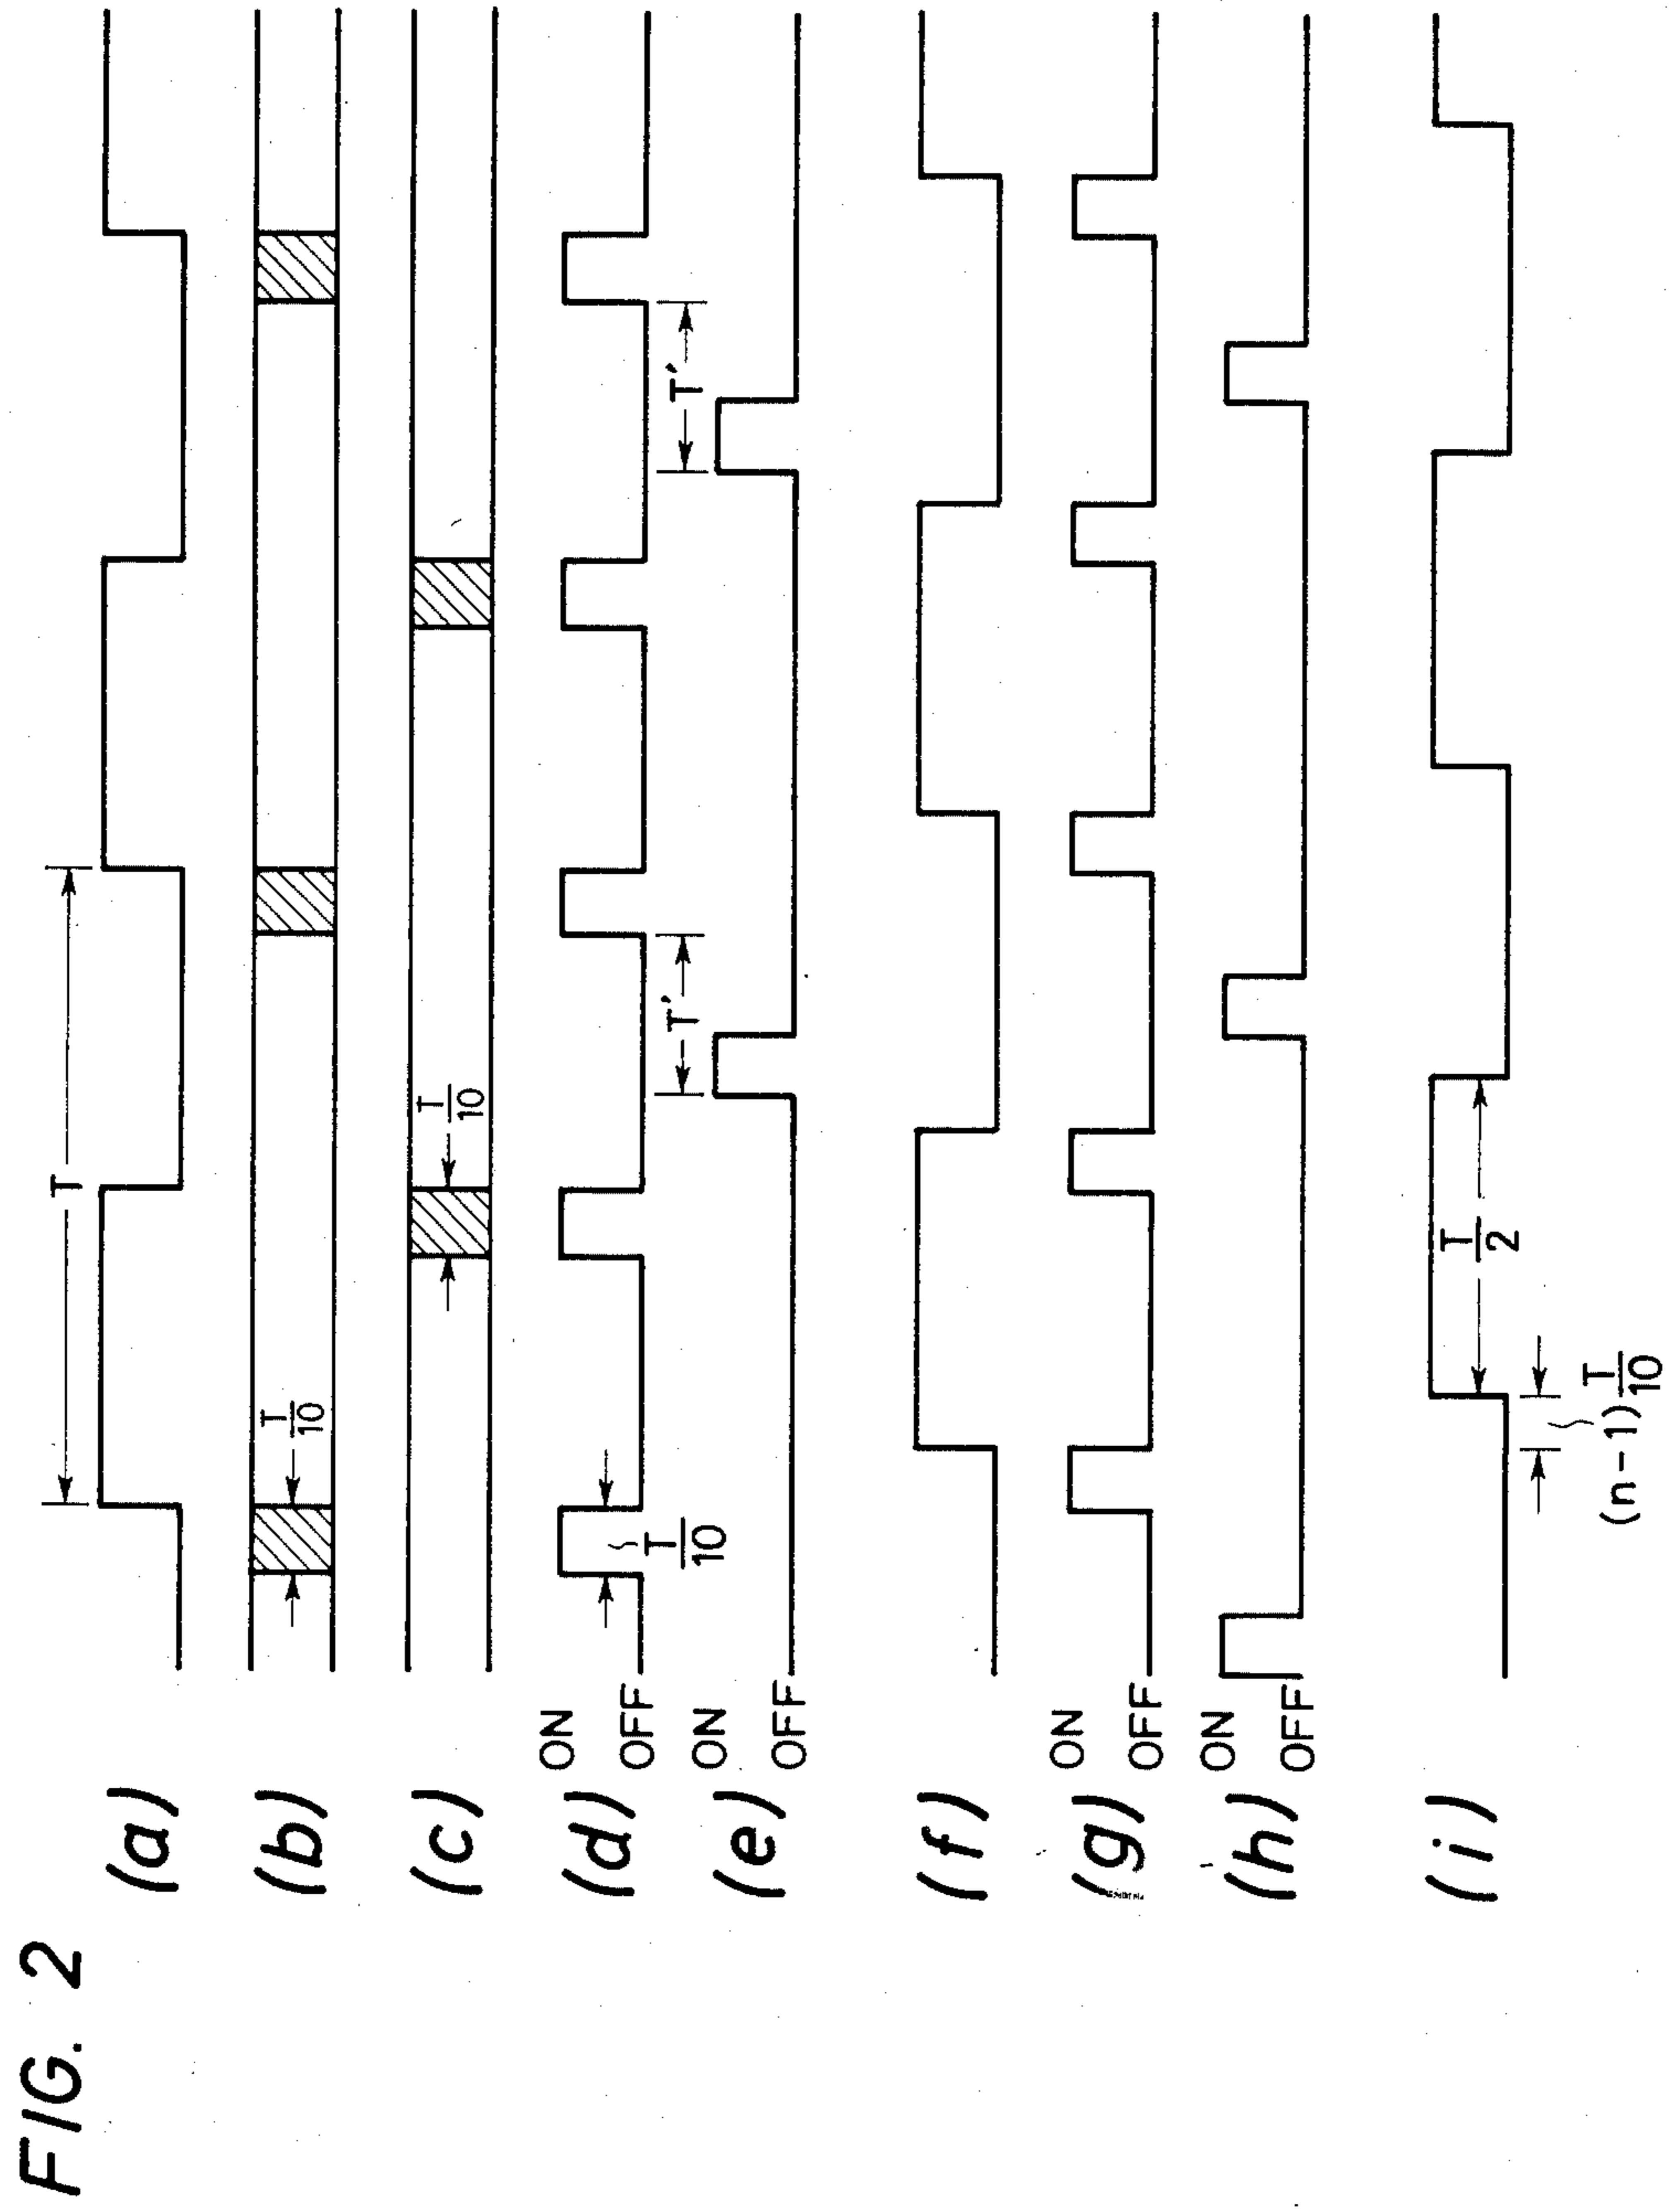 FIG. 2
(a)
T
(b)
T/10
(c)
T/10
(d)
ON
OFF
T/10
(e)
ON
OFF
T'
T'
(f)
(g)
ON
OFF
(h)
ON
OFF
(i)
T/2
(n-1) T/10